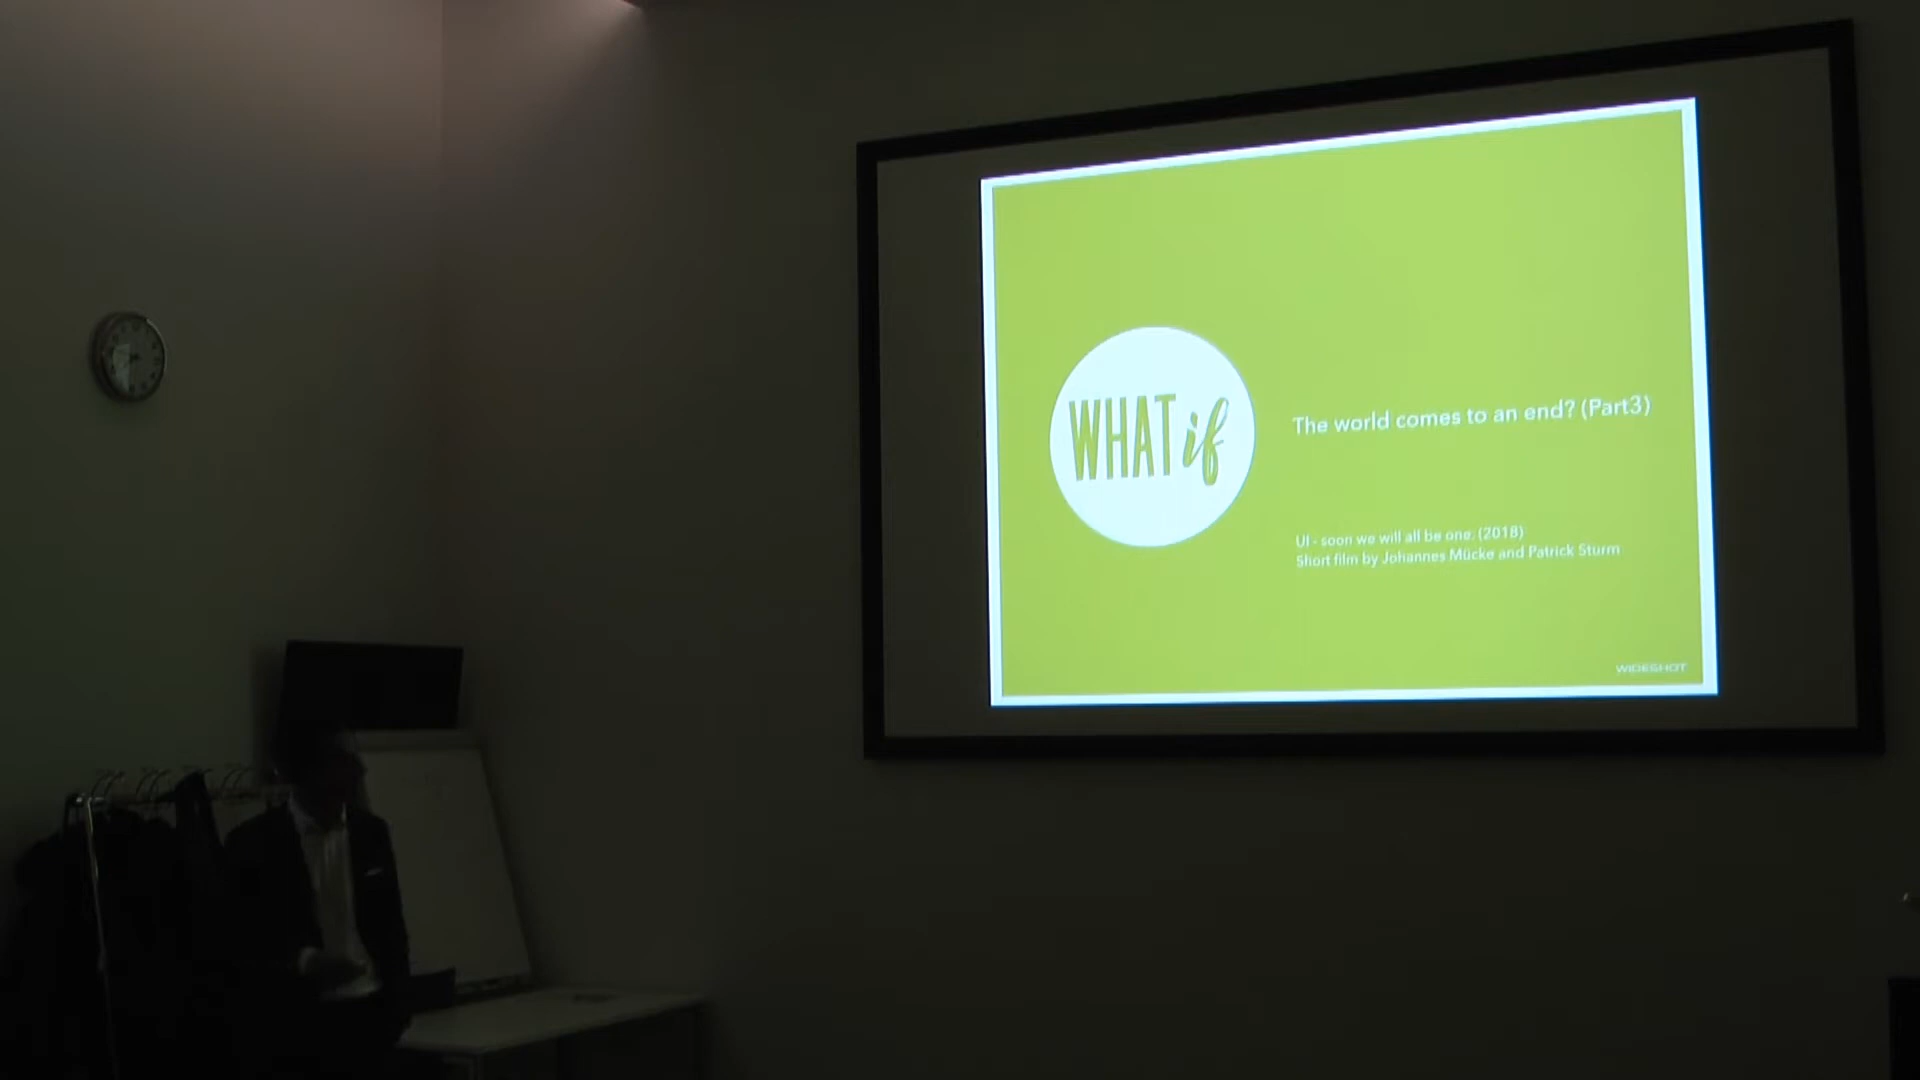 WHAT if
The world comes to an end? (Part3)
UI - soon we will all be one. (2018)
Short film by Johannes Mücke and Patrick Sturm
WIDESHOT